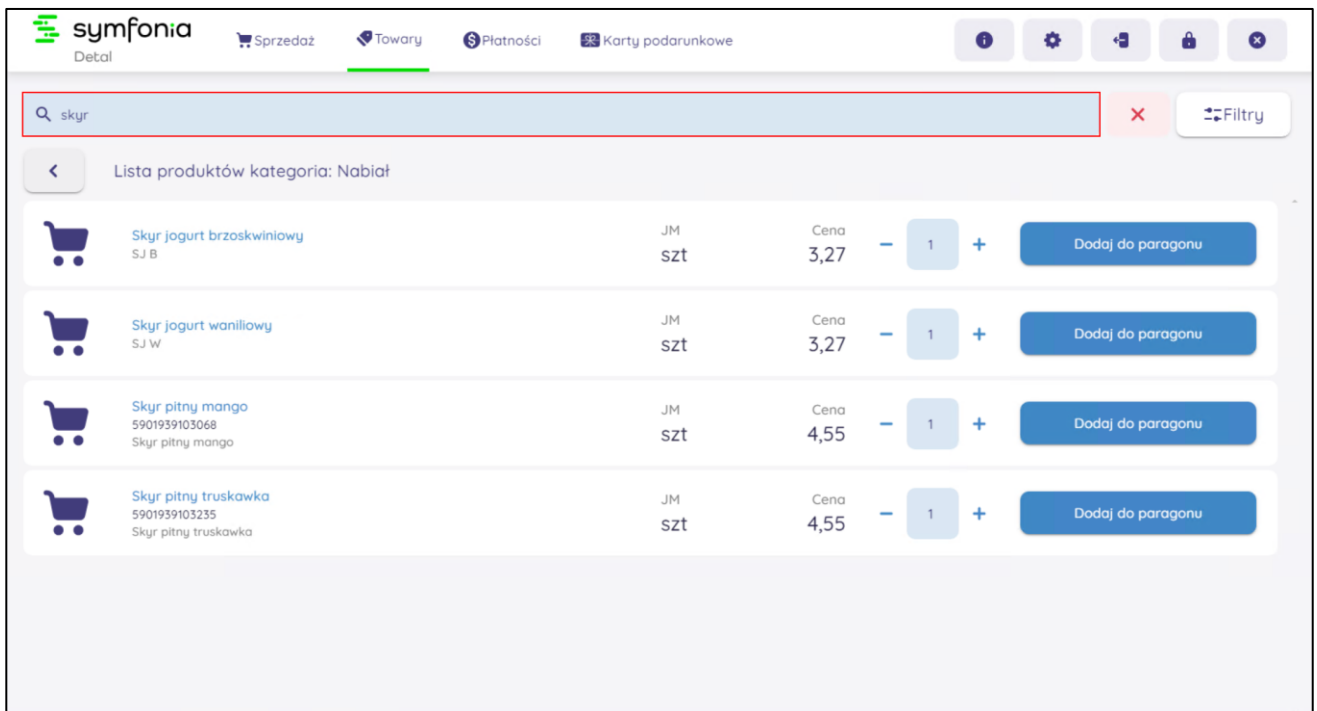 symfonia
Detal
Sprzedaż
Towary
Płatności
Karty podarunkowe
skyr
Filtry
Lista produktów kategoria: Nabiał
Skyr jogurt brzoskwiniowy
SJ B
JM
szt
Cena
3,27
1
Dodaj do paragonu
Skyr jogurt waniliowy
SJ W
JM
szt
Cena
3,27
1
Dodaj do paragonu
Skyr pitny mango
5901939103068
Skyr pitny mango
JM
szt
Cena
4,55
1
Dodaj do paragonu
Skyr pitny truskawka
5901939103235
Skyr pitny truskawka
JM
szt
Cena
4,55
1
Dodaj do paragonu